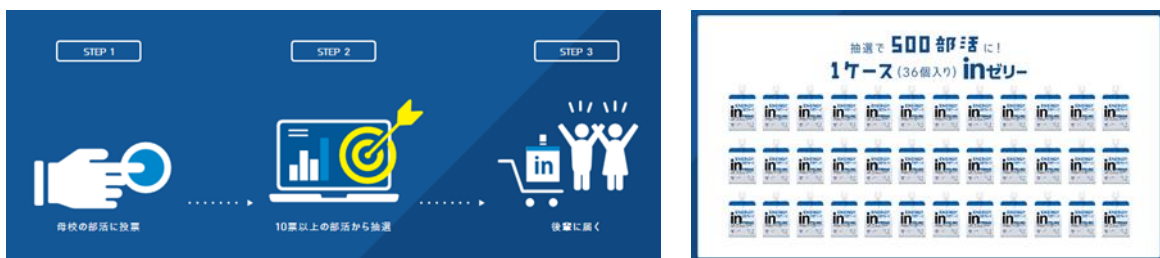 STEP 1
STEP 2
STEP 3
in
母校の部活に投票
10票以上の部活から抽選
後輩に届く
抽選で500部活に!
1ケース(36個入り)inゼリー